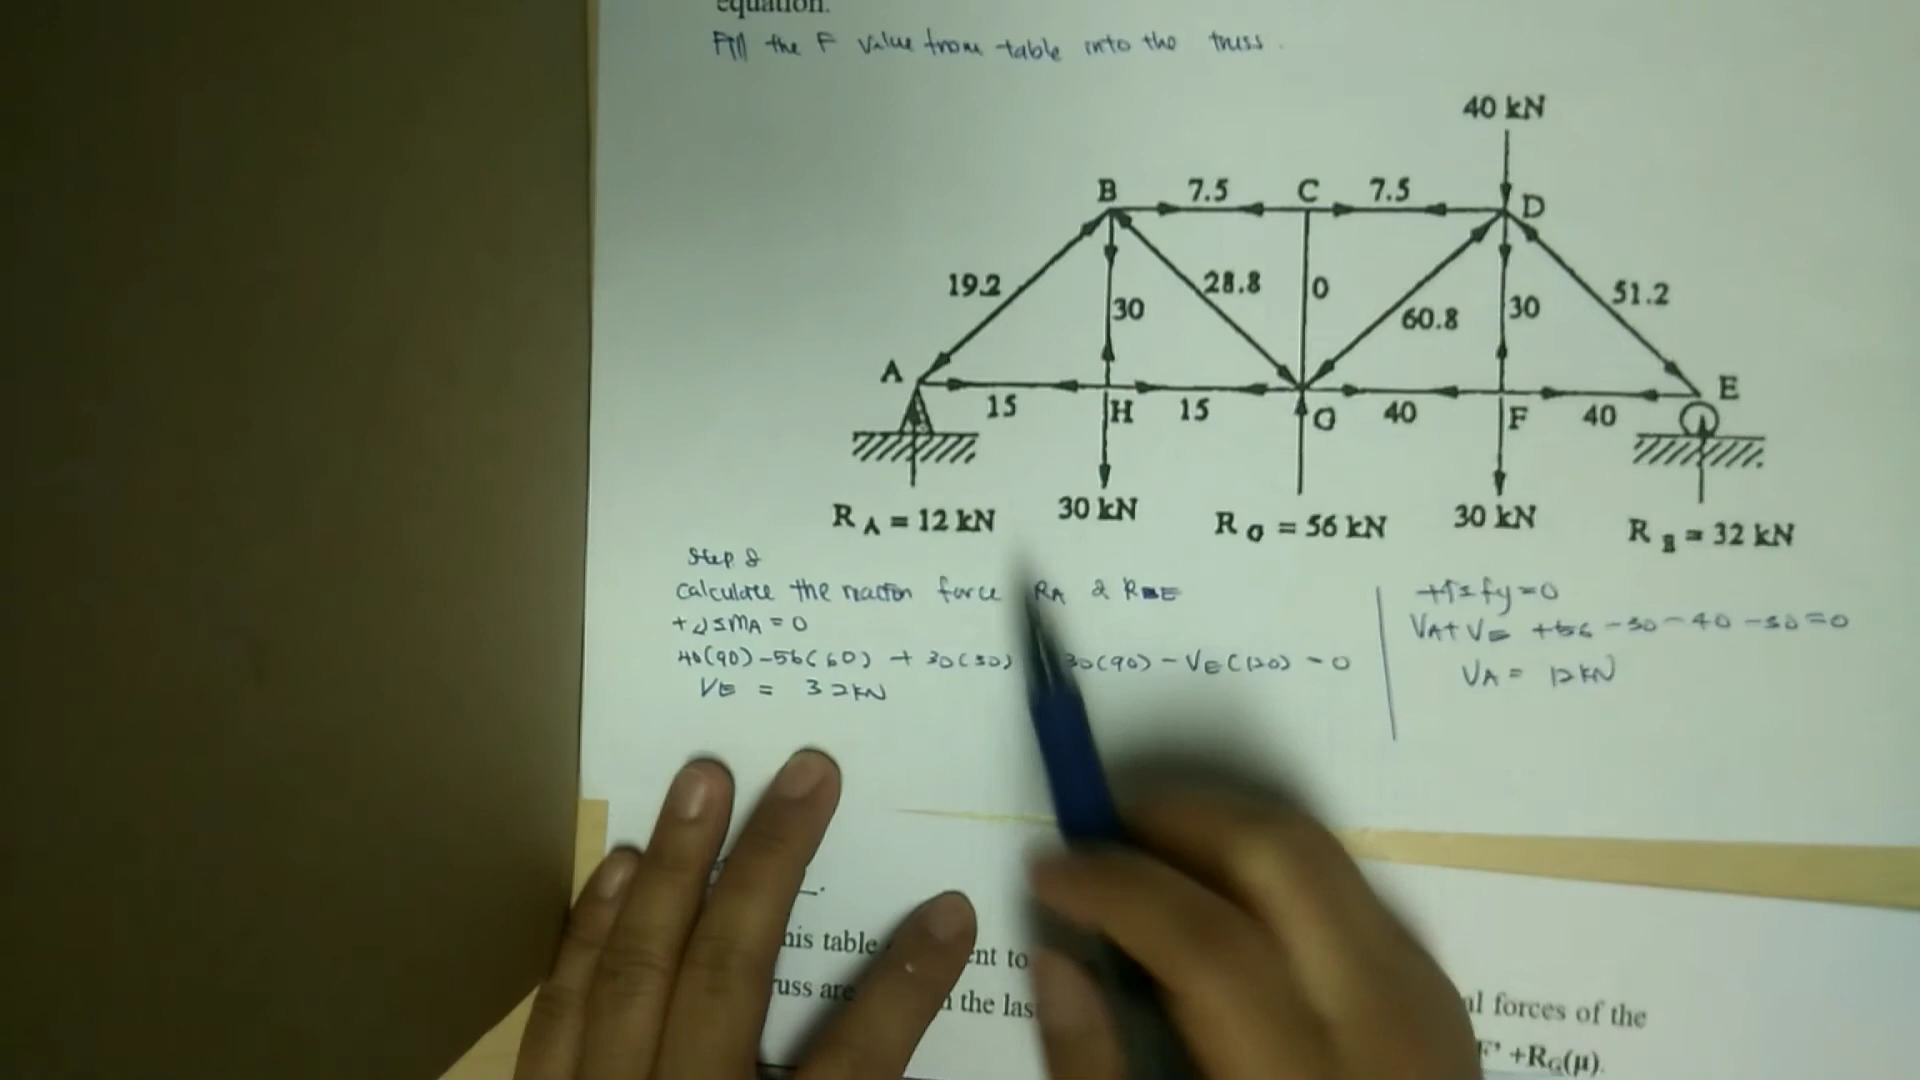 equation.
Fill the F value from table into the truss.
40 kN
B 7.5 C 7.5 D
19.2 30 28.8 0 60.8 30 51.2
A 15 H 15 G 40 F 40 E
R A = 12 kN 30 kN R G = 56 kN 30 kN R E = 32 kN
Step 2
Calculate the reaction force RA & RE
+↓ΣMA = 0
40(90) - 56(60) + 30(30) 30(90) - VE(120) = 0
VE = 32kN
+↑Σfy = 0
VA + VE + 56 - 30 - 40 - 30 = 0
VA = 12 kN
his table nt to
russ are the las al forces of the
F' +RG(μ).